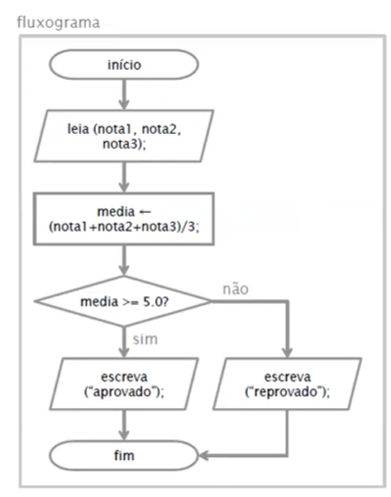 fluxograma
início
leia (nota1, nota2,
nota3);
media ←
(nota1+nota2+nota3)/3;
media >= 5.0?
não
sim
escreva
("aprovado");
escreva
("reprovado");
fim